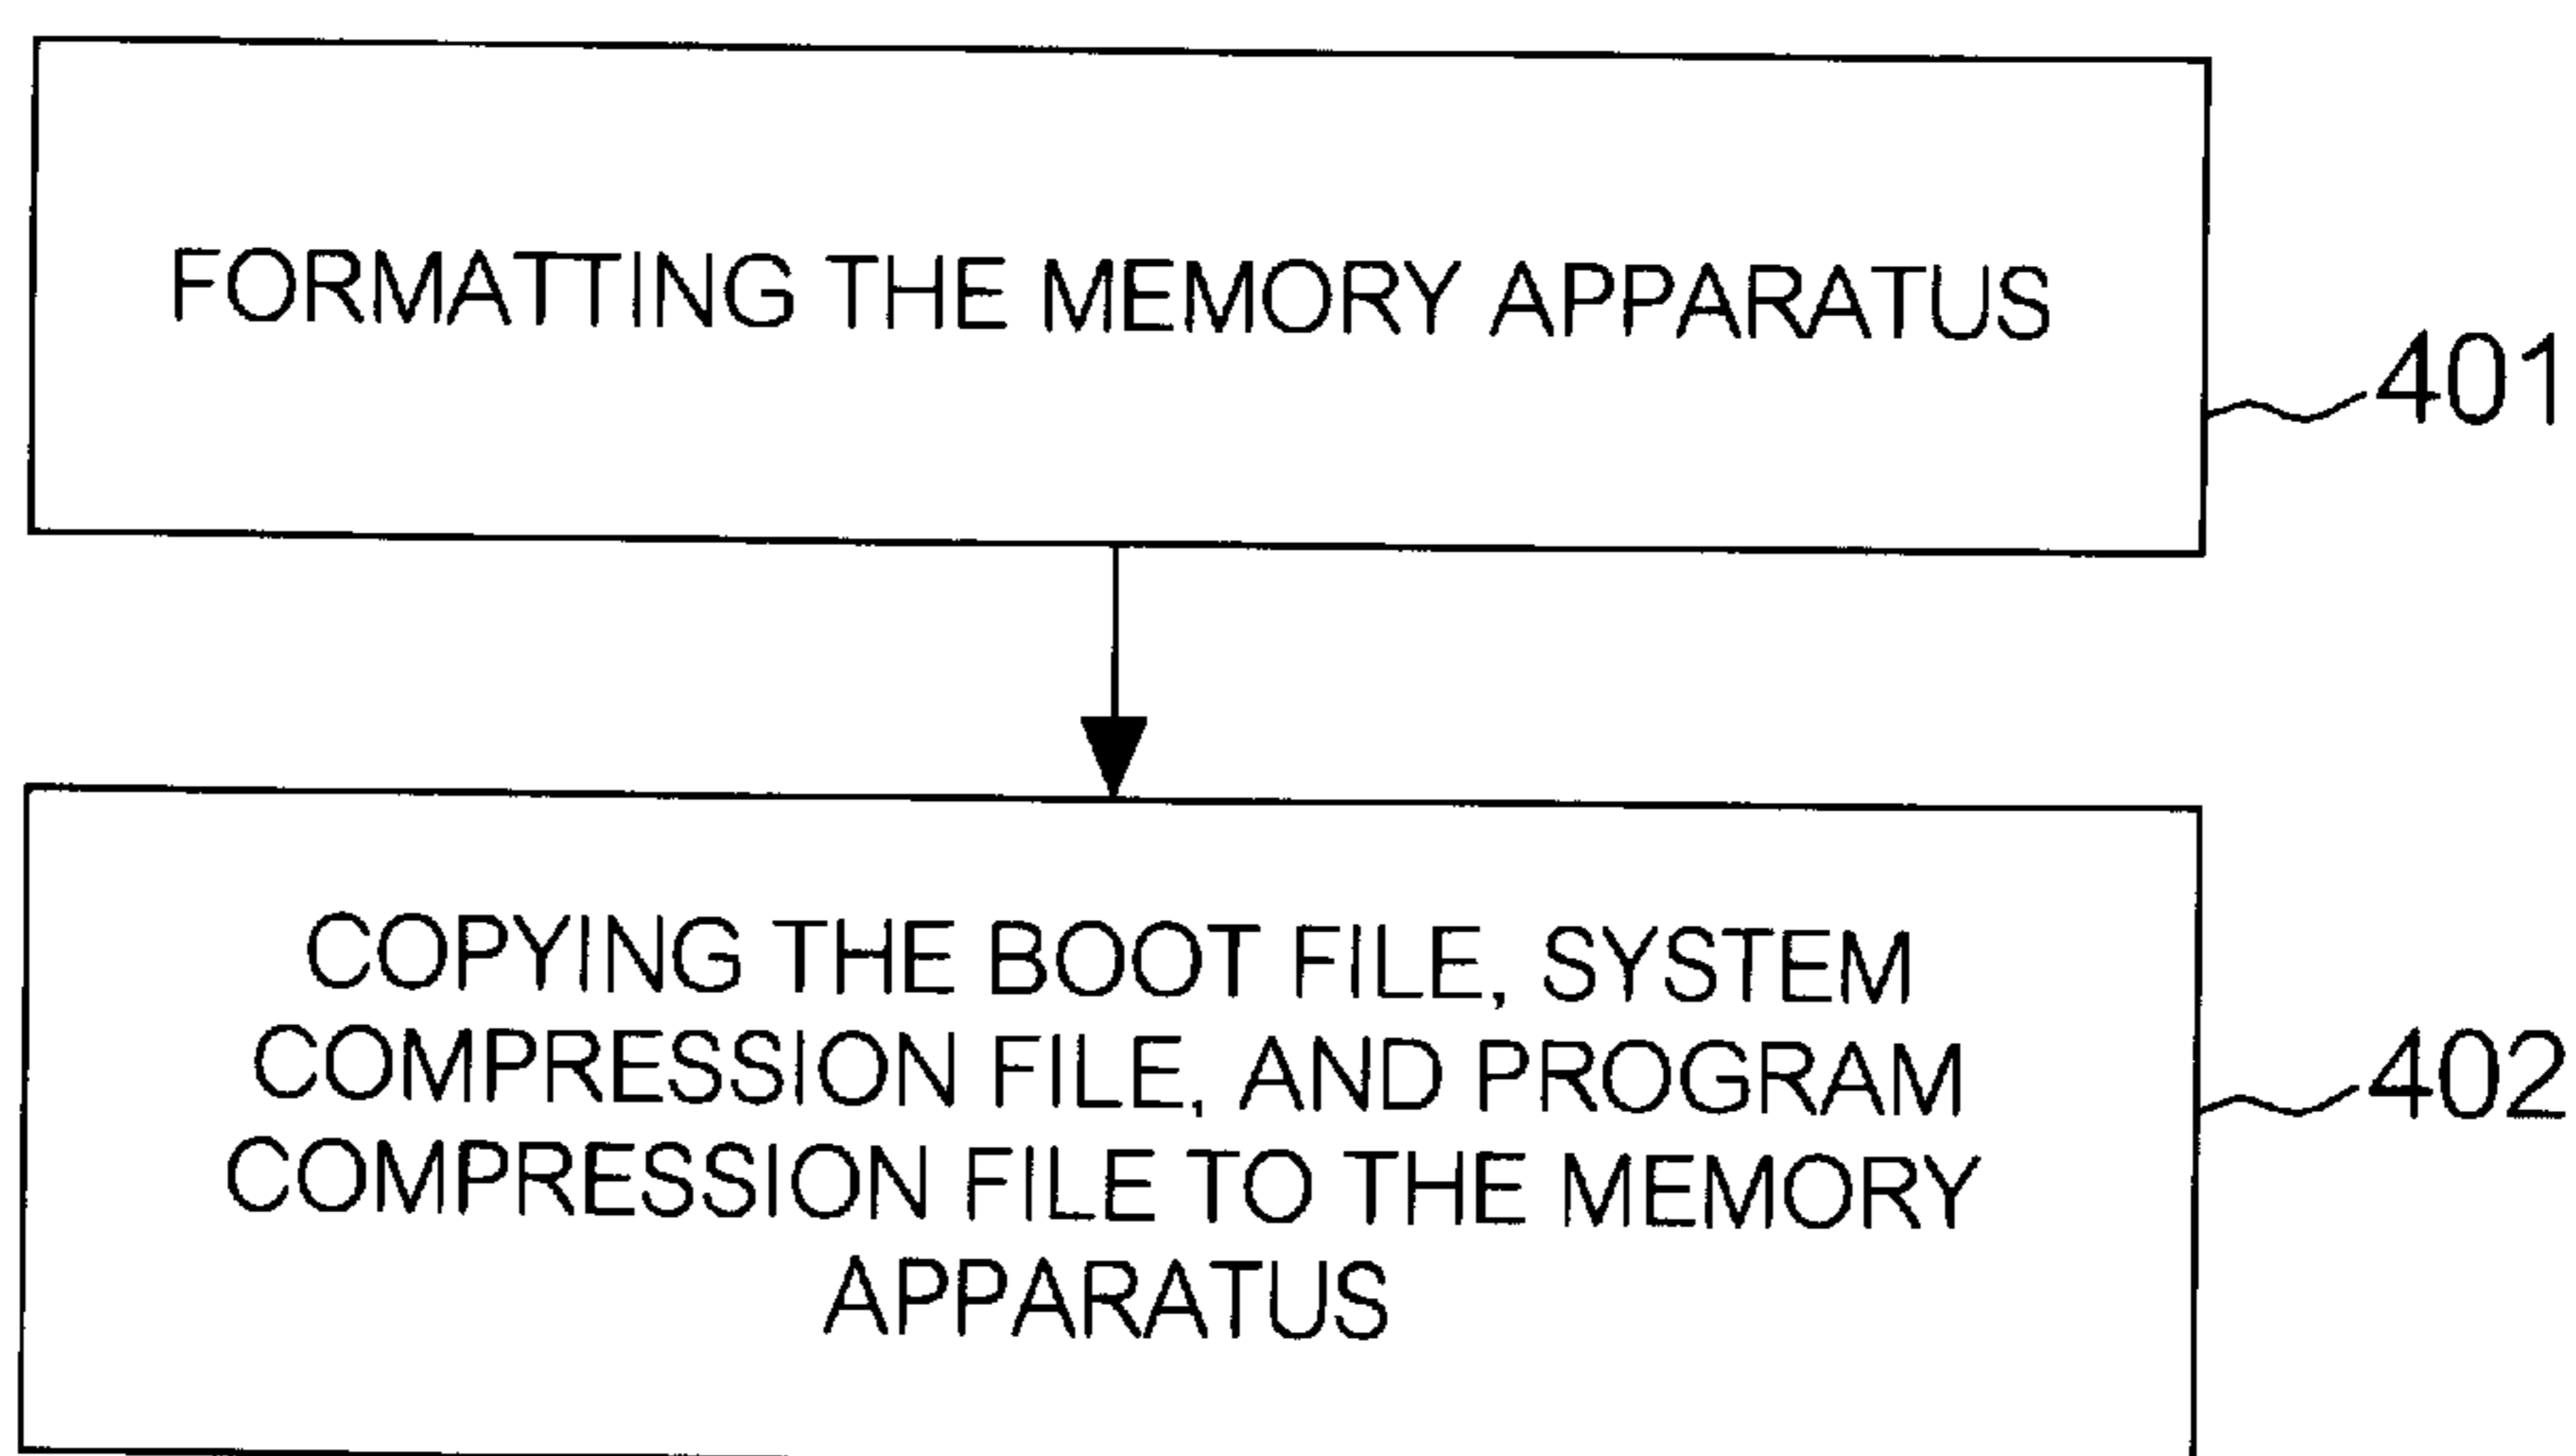 FORMATTING THE MEMORY APPARATUS
401
COPYING THE BOOT FILE, SYSTEM
COMPRESSION FILE, AND PROGRAM
COMPRESSION FILE TO THE MEMORY
APPARATUS
402